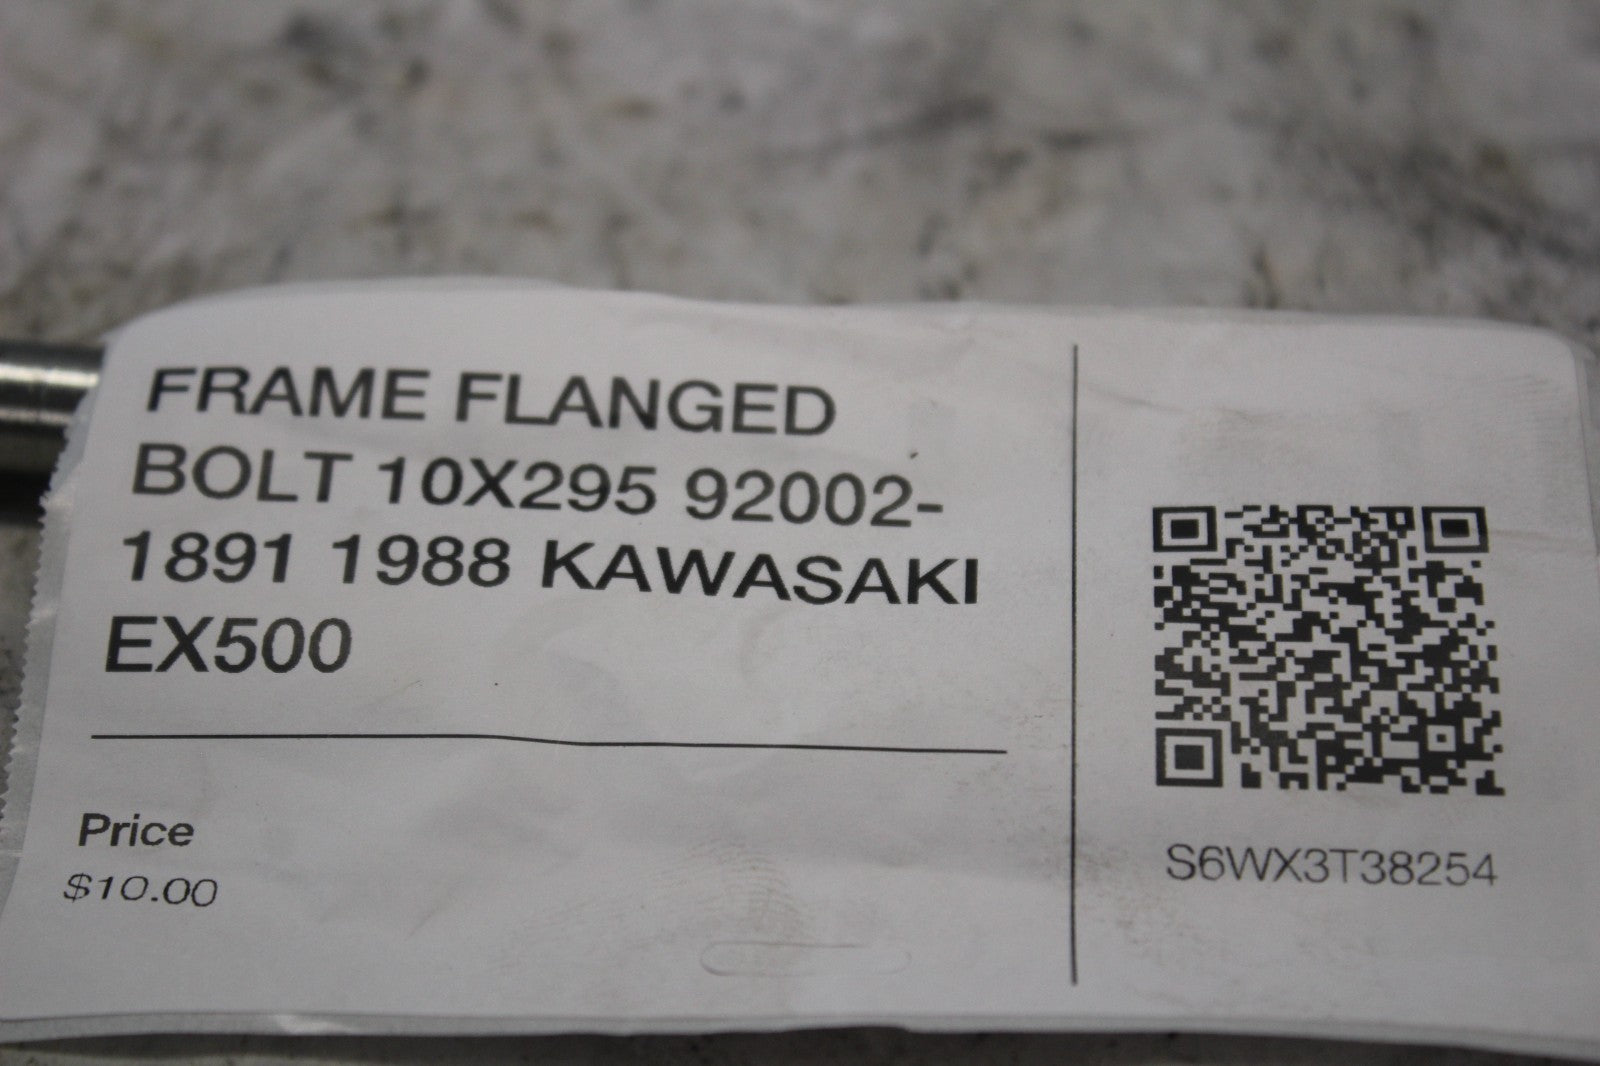 FRAME FLANGED
BOLT 10X295 92002-
1891 1988 KAWASAKI
EX500
Price
$10.00
S6WX3T38254